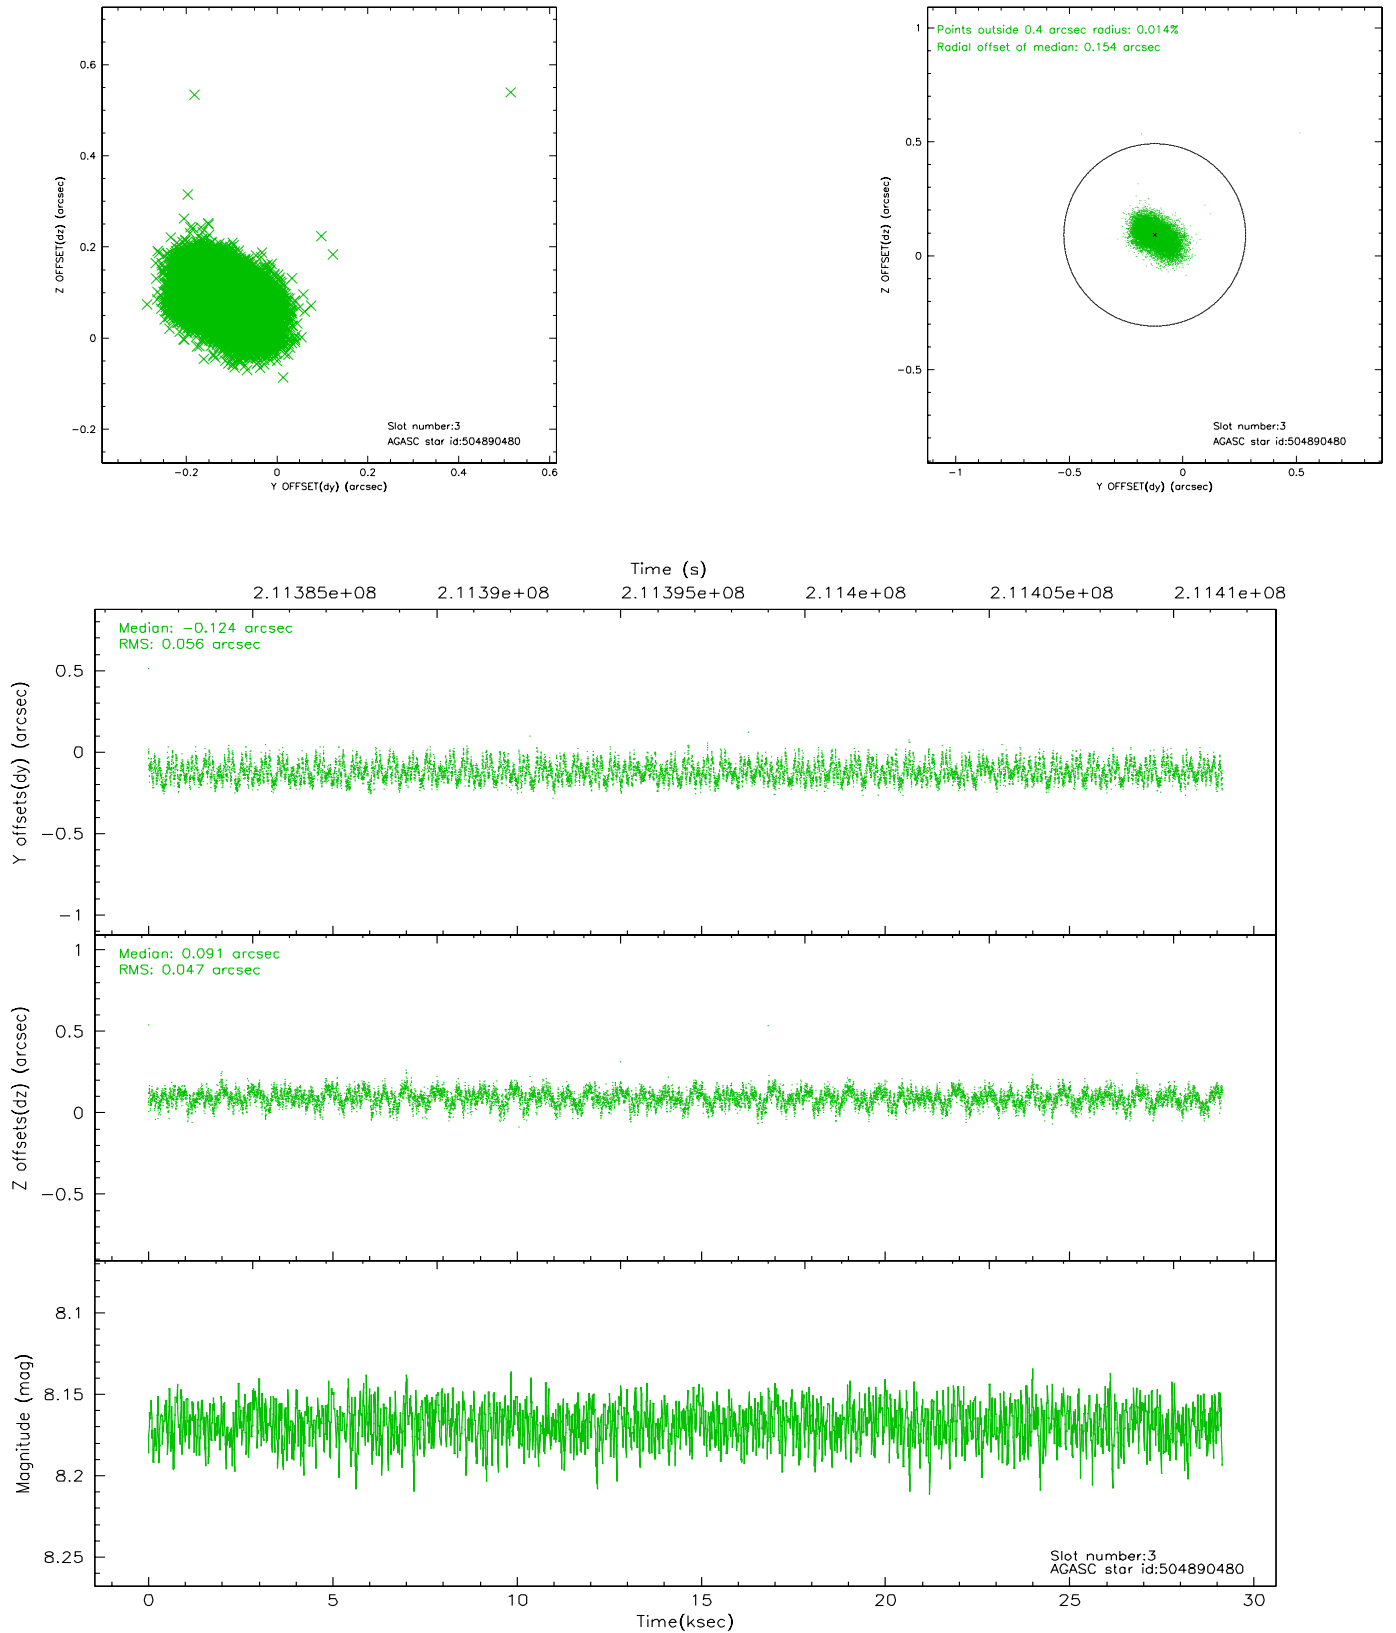 0.6
0.4
0.2
0
−0.2
Z OFFSET(dz) (arcsec)
−0.2 0 0.2 0.4 0.6
Y OFFSET(dy) (arcsec)
Slot number:3
AGASC star id:504890480
Points outside 0.4 arcsec radius: 0.014%
Radial offset of median: 0.154 arcsec
1
0.5
0
−0.5
Z OFFSET(dz) (arcsec)
−1 −0.5 0 0.5
Y OFFSET(dy) (arcsec)
Slot number:3
AGASC star id:504890480
Time (s)
2.11385e+08 2.1139e+08 2.11395e+08 2.114e+08 2.11405e+08 2.1141e+08
Median: −0.124 arcsec
RMS: 0.056 arcsec
0.5
0
−0.5
−1
Y offsets(dy) (arcsec)
Median: 0.091 arcsec
RMS: 0.047 arcsec
1
0.5
0
−0.5
Z offsets(dz) (arcsec)
8.1
8.15
8.2
8.25
Magnitude (mag)
Slot number:3
AGASC star id:504890480
0 5 10 15 20 25 30
Time(ksec)